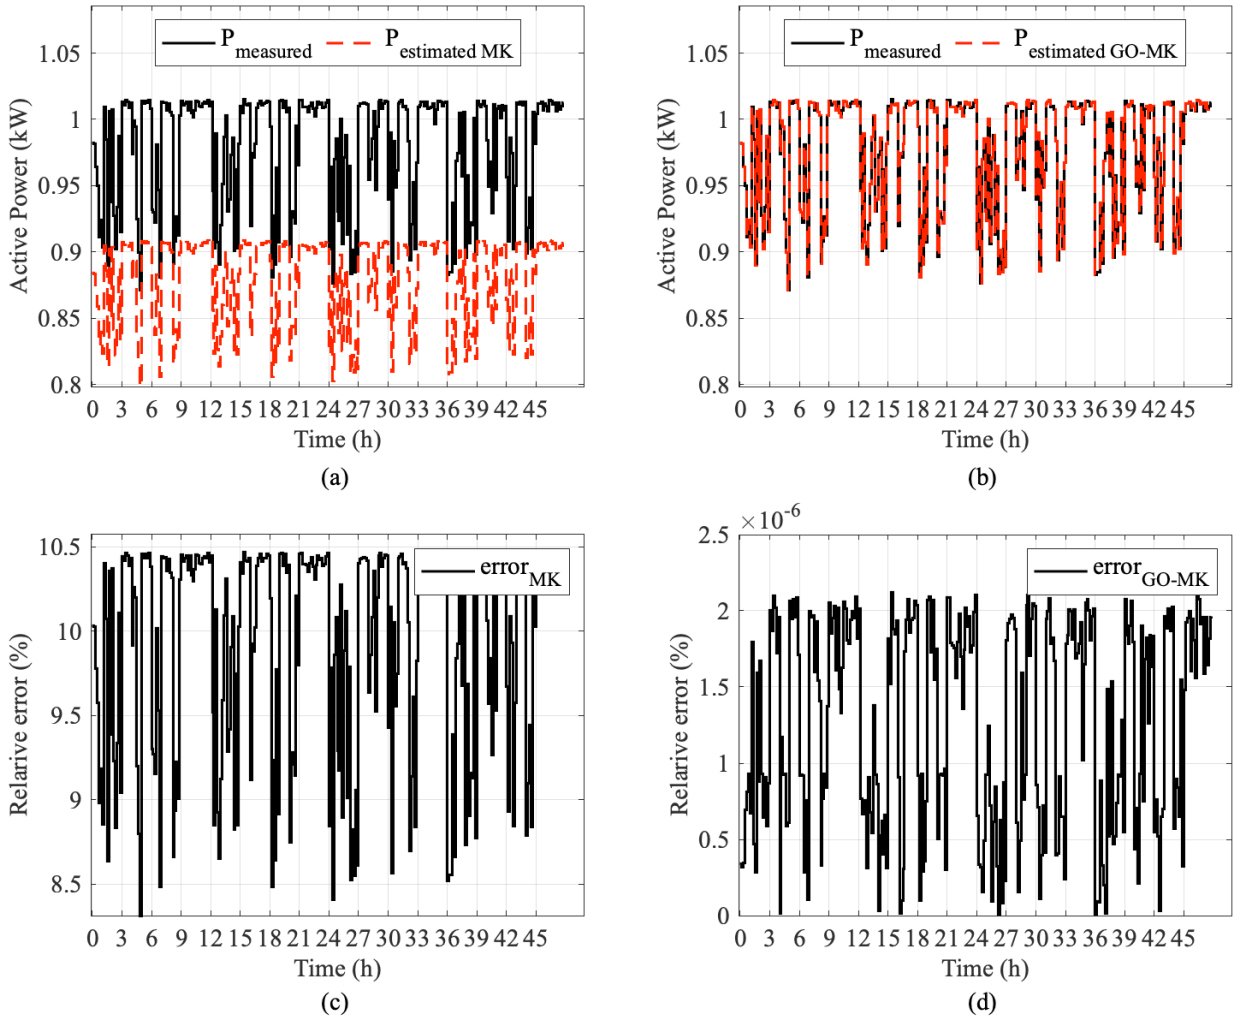 P measured P estimated MK
1.05
1
0.95
0.9
0.85
0.8
Active Power (kW)
0 3 6 9 12 15 18 21 24 27 30 33 36 39 42 45
Time (h)
(a)
P measured P estimated GO-MK
1.05
1
0.95
0.9
0.85
0.8
Active Power (kW)
0 3 6 9 12 15 18 21 24 27 30 33 36 39 42 45
Time (h)
(b)
error MK
10.5
10
9.5
9
8.5
Relarive error (%)
0 3 6 9 12 15 18 21 24 27 30 33 36 39 42 45
Time (h)
(c)
×10-6
error GO-MK
2.5
2
1.5
1
0.5
0
Relarive error (%)
0 3 6 9 12 15 18 21 24 27 30 33 36 39 42 45
Time (h)
(d)